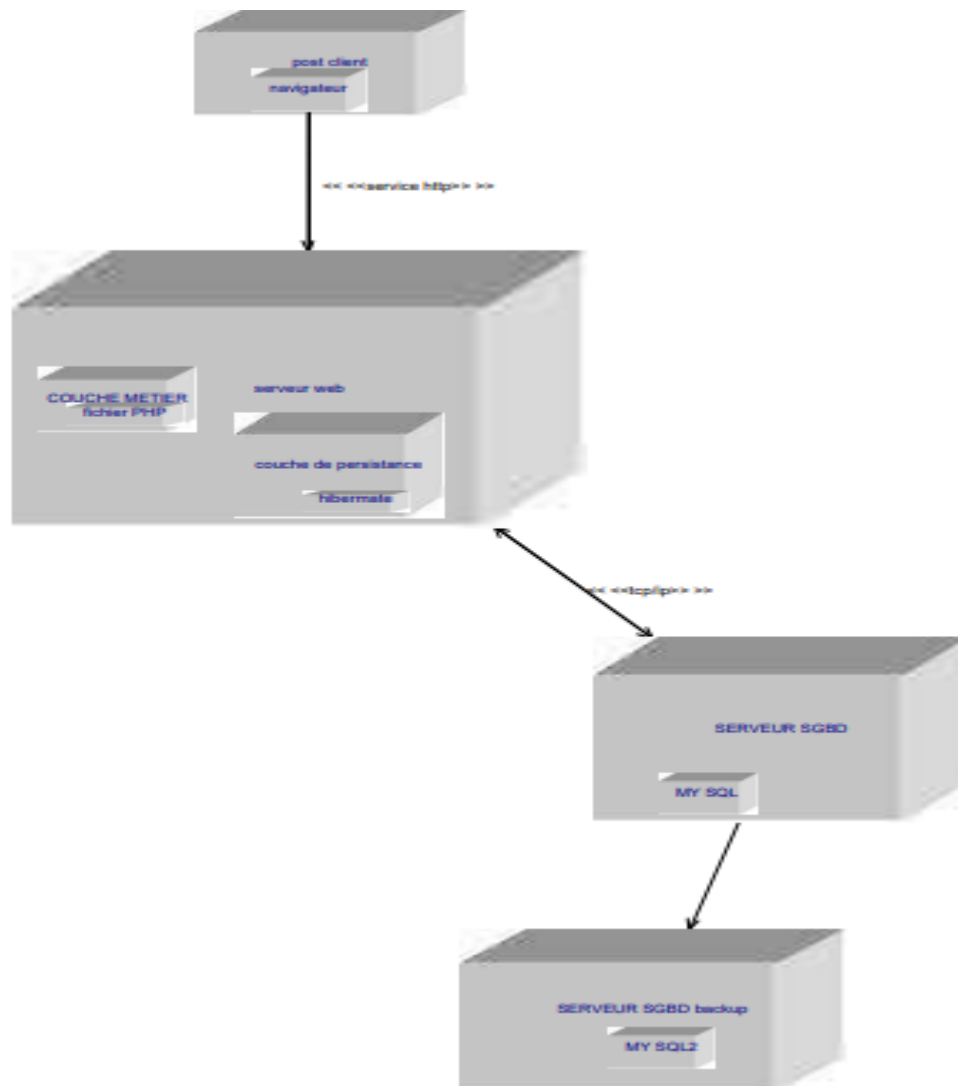 post client
navigateur
<< <<service http>> >>
COUCHE METIER
fichier PHP
serveur web
couche de persistance
hibermate
<< <<tcp/ip>> >>
SERVEUR SGBD
MY SQL
SERVEUR SGBD backup
MY SQL2